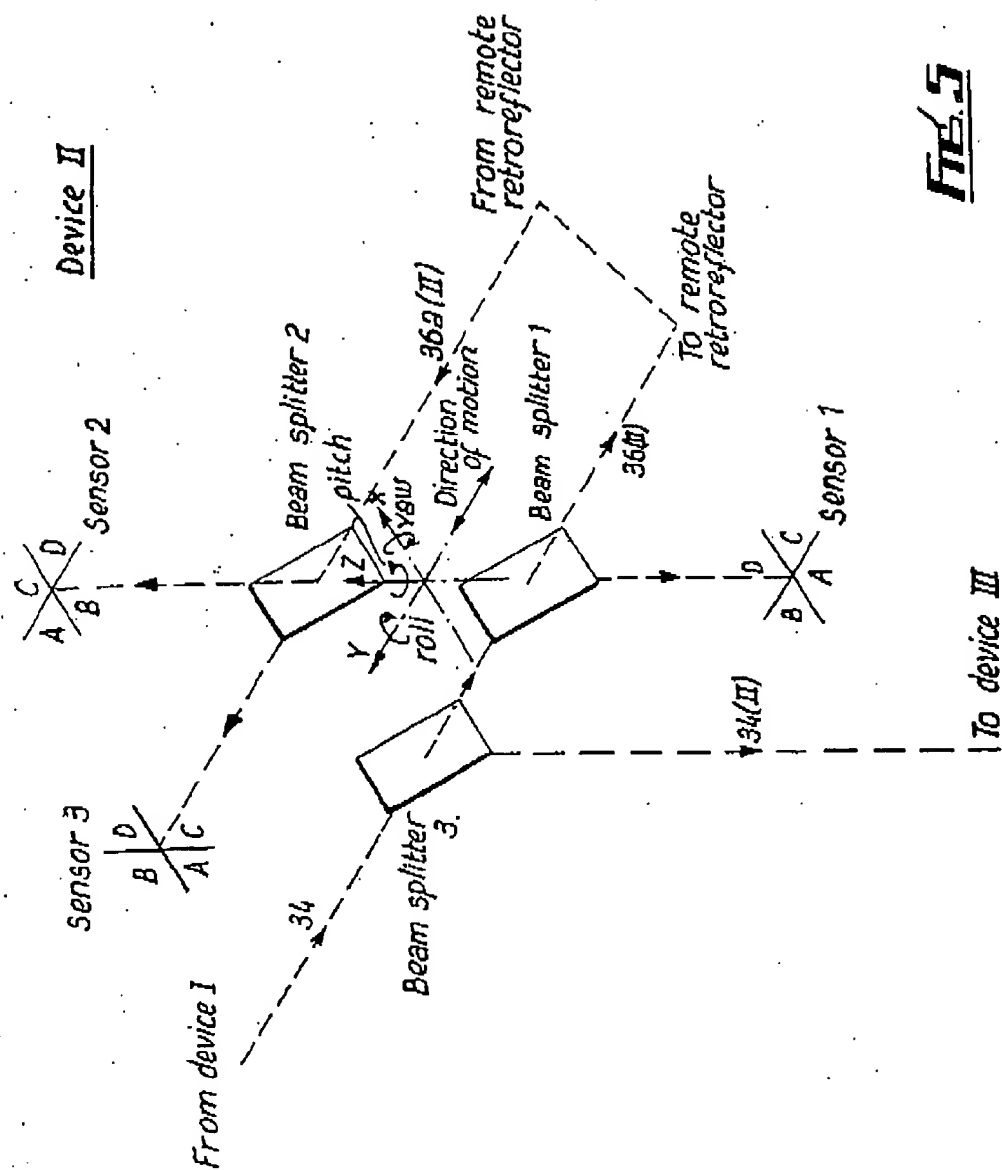 Device II
Sensor 2
A
C
D
B
Sensor 3
B
D
A
C
Beam splitter 2
pitch
From remote
retroreflector
36a(II)
Z
X
Yaw
Y
roll
Direction
of motion
Beam splitter 1
To remote
retroreflector
From device I
34
Beam splitter
3.
34(II)
To device III
D
B
C
A
Sensor 1
FIG. 5